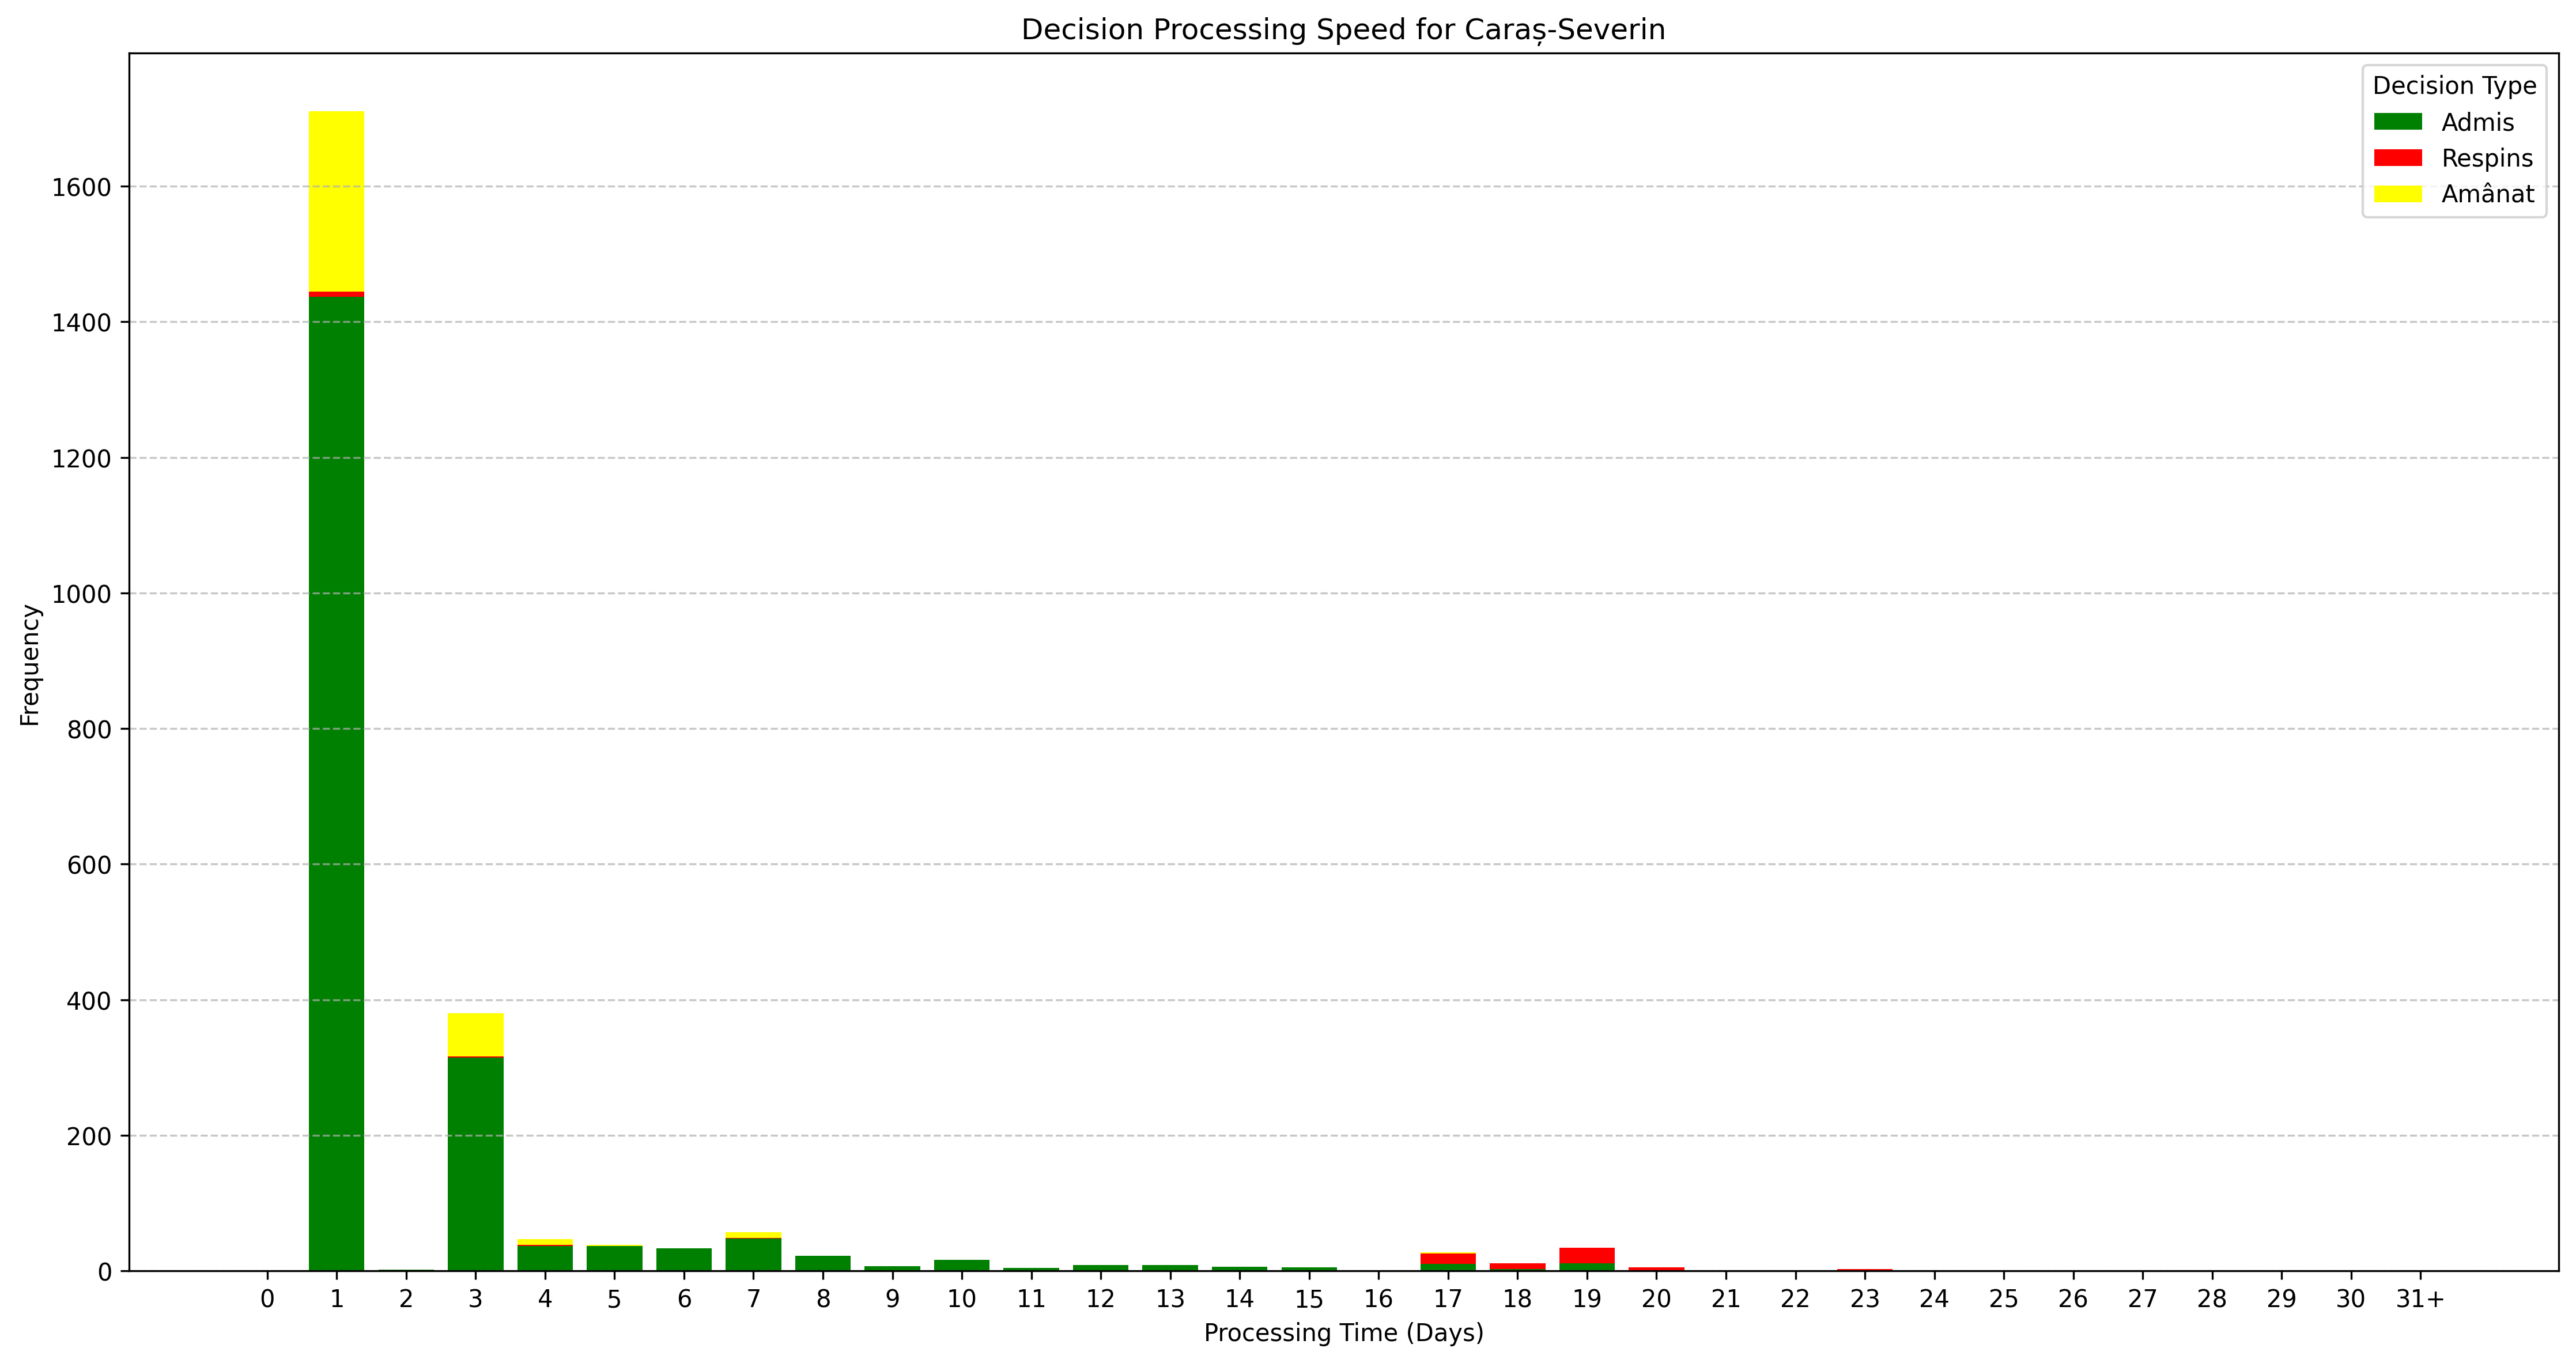 Decision Processing Speed for Caraș-Severin
Decision Type
Admis
Respins
Amânat
Frequency
1600
1400
1200
1000
800
600
400
200
0
0 1 2 3 4 5 6 7 8 9 10 11 12 13 14 15 16 17 18 19 20 21 22 23 24 25 26 27 28 29 30 31+
Processing Time (Days)